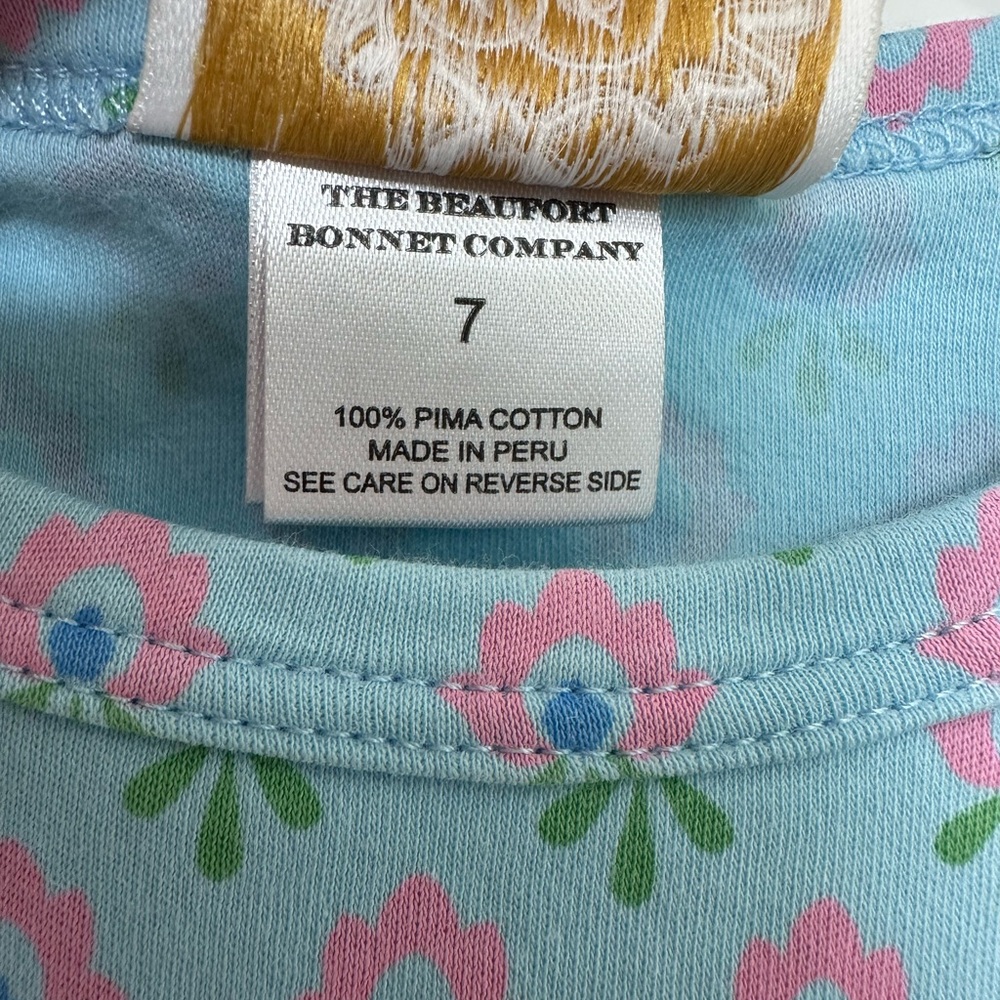 THE BEAUFORT
BONNET COMPANY
7
100% PIMA COTTON
MADE IN PERU
SEE CARE ON REVERSE SIDE